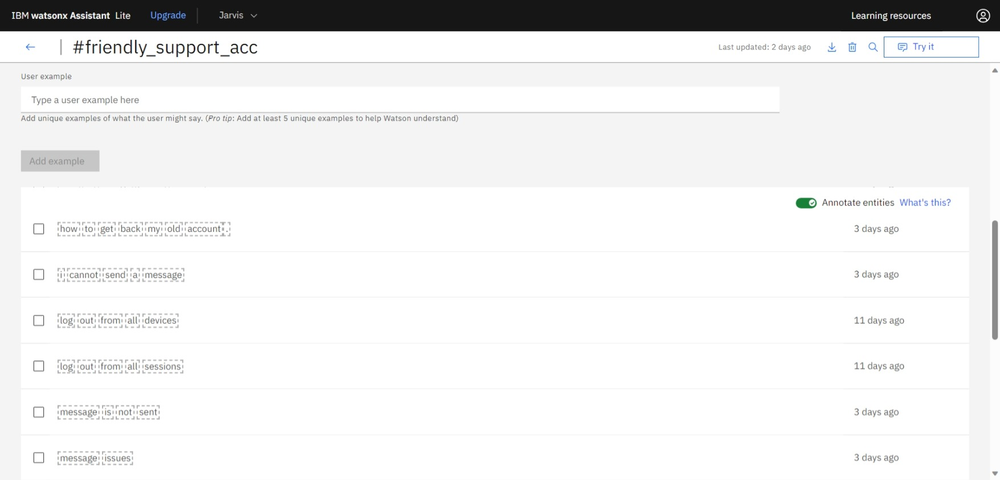 IBM watsonx Assistant Lite Upgrade Jarvis Learning resources
#friendly_support_acc Last updated: 2 days ago Try it
User example
Type a user example here
Add unique examples of what the user might say. (Pro tip: Add at least 5 unique examples to help Watson understand)
Add example
Annotate entities What's this?
how to get back my old account . 3 days ago
i cannot send a message 3 days ago
log out from all devices 11 days ago
log out from all sessions 11 days ago
message is not sent 3 days ago
message issues 3 days ago